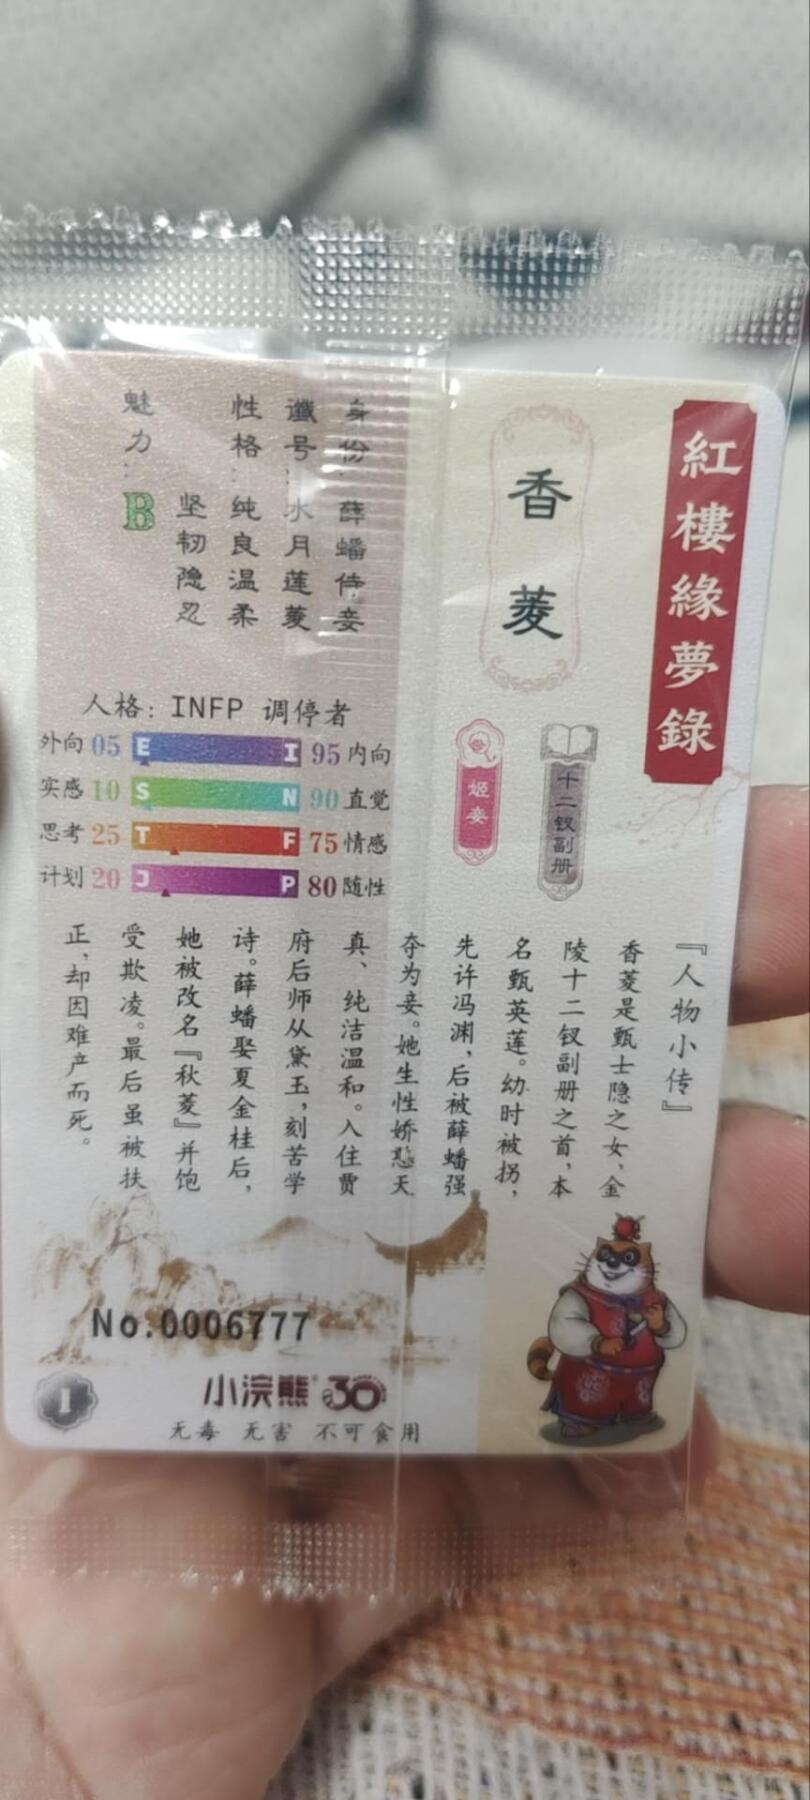 紅樓緣夢錄
香菱
十二钗副册
姬妾
身份：薛蟠侍妾
谶号：水月莲菱
性格：纯良温柔
坚韧隐忍
魅力：B
人格：INFP 调停者
外向 05 E I 95 内向
实感 10 S N 90 直觉
思考 25 T F 75 情感
计划 20 J P 80 随性
『人物小传』
香菱是甄士隐之女，金
陵十二钗副册之首，本
名甄英莲。幼时被拐，
先许冯渊，后被薛蟠强
夺为妾。她生性娇憨天
真、纯洁温和。入住贾
府后师从黛玉，刻苦学
诗。薛蟠娶夏金桂后，
她被改名『秋菱』并饱
受欺凌。最后虽被扶
正，却因难产而死。
No.0006777
1
小浣熊® 30
无毒 无害 不可食用